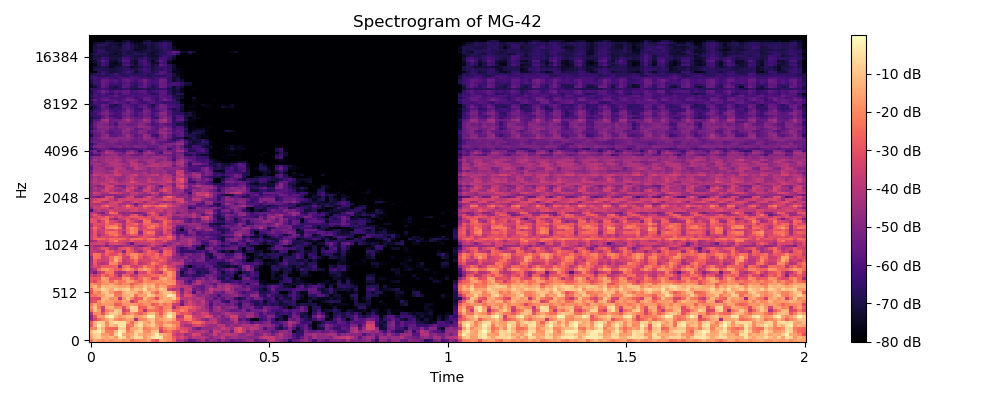 Spectrogram of MG-42
16384
8192
4096
2048
1024
512
0
Hz
0
0.5
1
1.5
2
Time
-10 dB
-20 dB
-30 dB
-40 dB
-50 dB
-60 dB
-70 dB
-80 dB